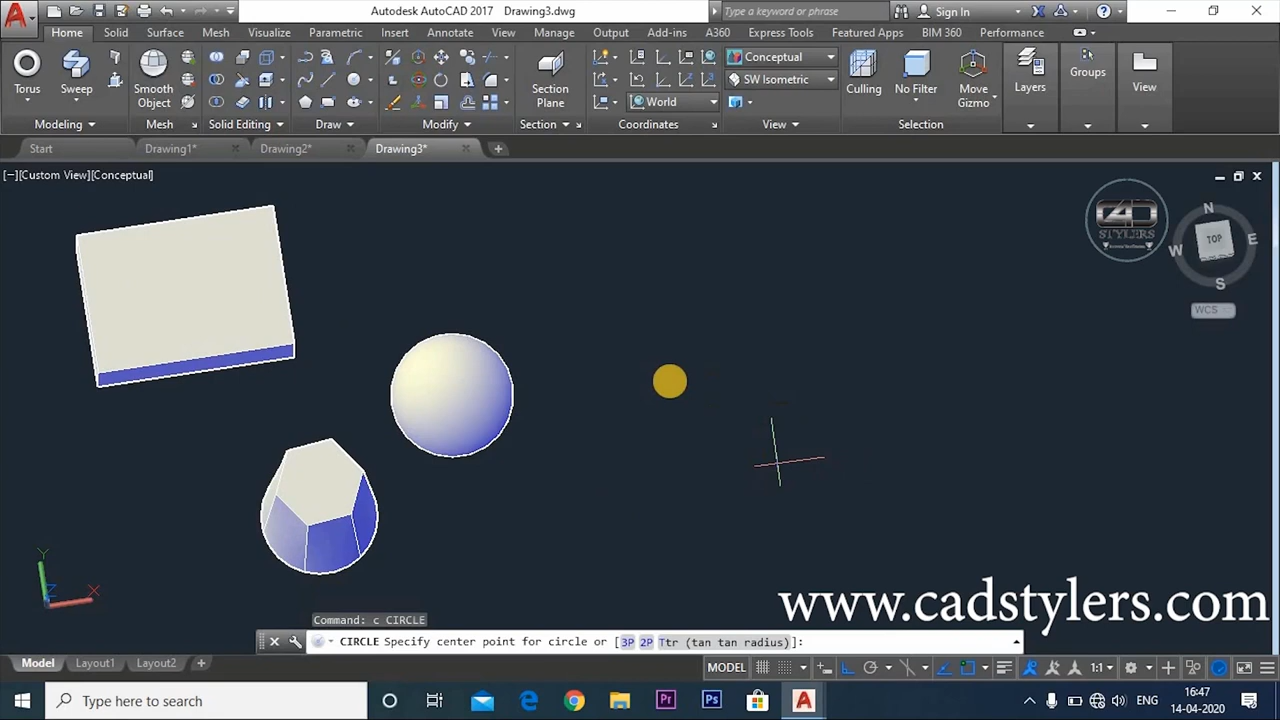 Autodesk AutoCAD 2017 Drawing3.dwg
Type a keyword or phrase
Sign In
Home Solid Surface Mesh Visualize Parametric Insert Annotate View Manage Output Add-ins A360 Express Tools Featured Apps BIM 360 Performance
Conceptual
SW Isometric
Torus Sweep Smooth Object
Section Plane
World
Culling No Filter Move Gizmo
Layers Groups View
Modeling Mesh Solid Editing Draw Modify Section Coordinates View Selection
Start Drawing1* Drawing2* Drawing3*
[−][Custom View][Conceptual]
CAD
STYLERS
N
W TOP E
S
WCS
Y
Z X
www.cadstylers.com
Command: c CIRCLE
CIRCLE Specify center point for circle or [3P 2P Ttr (tan tan radius)]:
Model Layout1 Layout2
MODEL
1:1
Type here to search
Pr Ps
ENG
16:47
14-04-2020